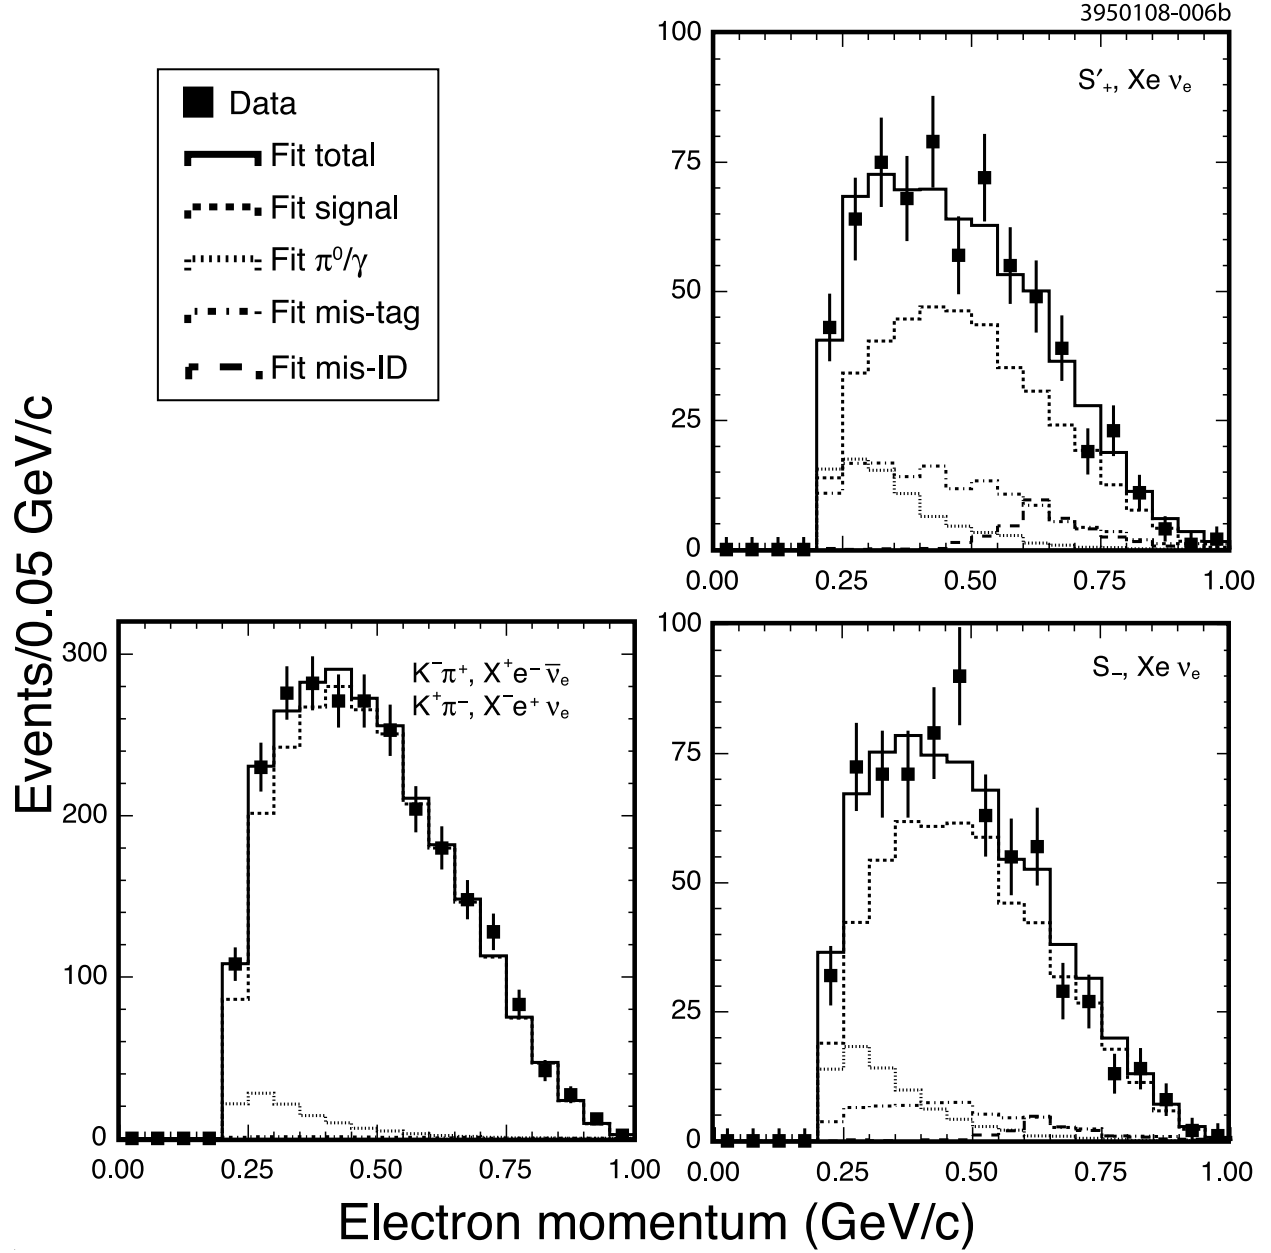 3950108-006b
Data
Fit total
Fit signal
Fit π⁰/γ
Fit mis-tag
Fit mis-ID
S′₊, Xe νₑ
100
75
50
25
0
0.00 0.25 0.50 0.75 1.00
K⁻π⁺, X⁺e⁻ ν̅ₑ
K⁺π⁻, X⁻e⁺ νₑ
300
200
100
0
0.00 0.25 0.50 0.75 1.00
S₋, Xe νₑ
100
75
50
25
0
0.00 0.25 0.50 0.75 1.00
Events/0.05 GeV/c
Electron momentum (GeV/c)